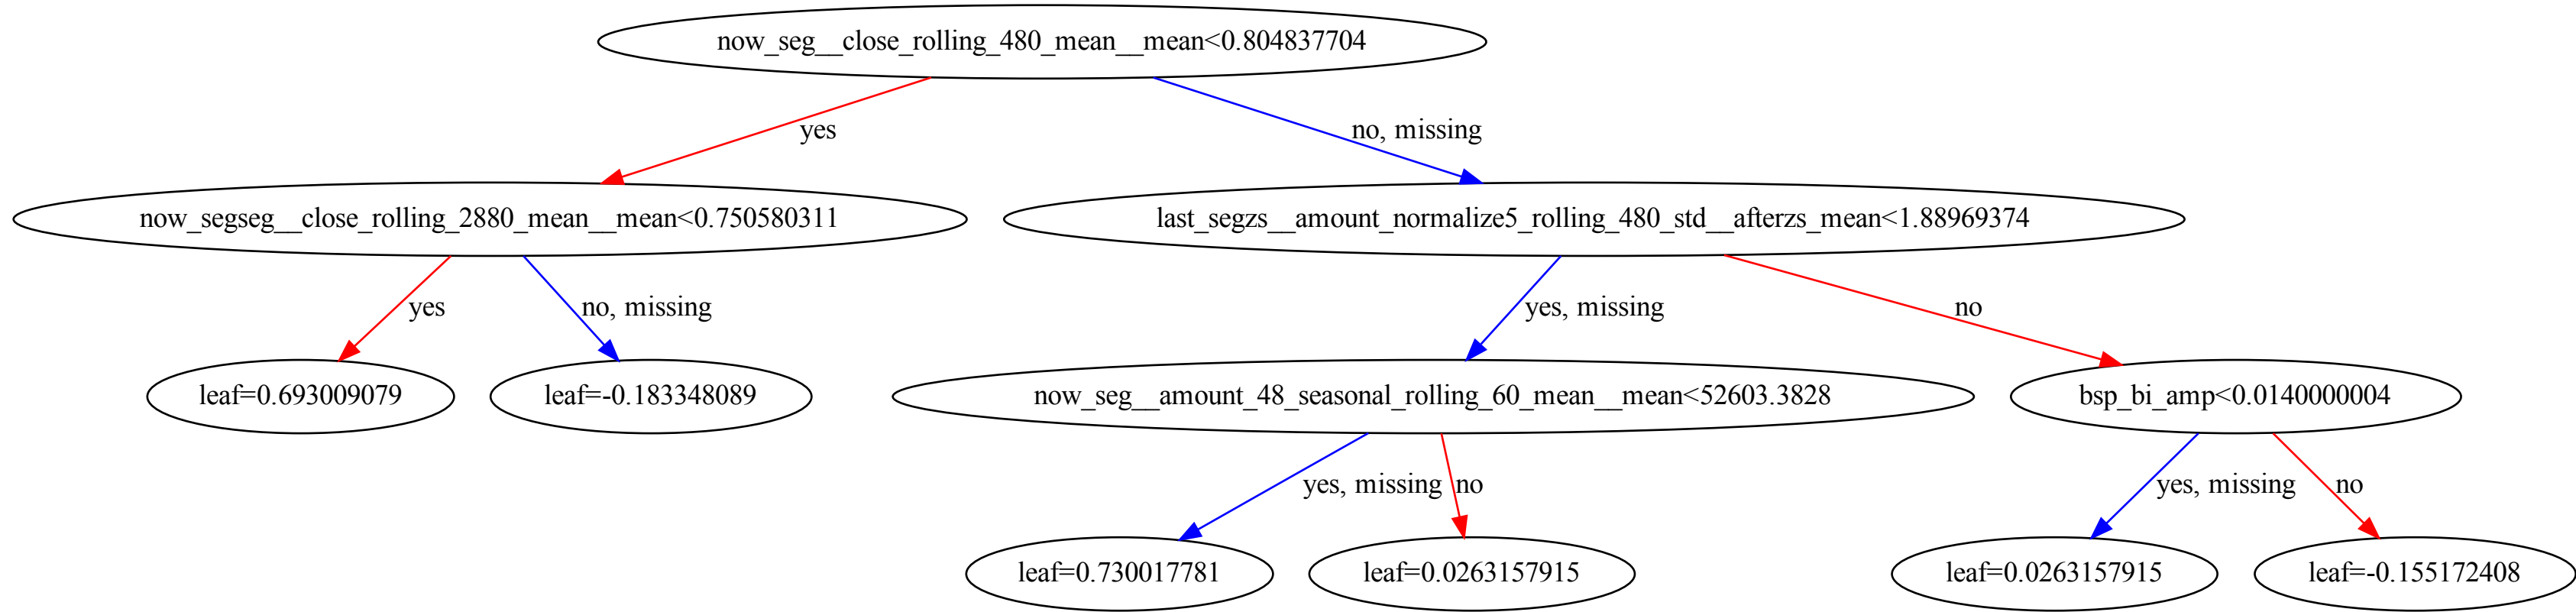 now_seg__close_rolling_480_mean__mean<0.804837704
yes
no, missing
now_segseg__close_rolling_2880_mean__mean<0.750580311
last_segzs__amount_normalize5_rolling_480_std__afterzs_mean<1.88969374
yes
no, missing
yes, missing
no
leaf=0.693009079
leaf=-0.183348089
now_seg__amount_48_seasonal_rolling_60_mean__mean<52603.3828
bsp_bi_amp<0.0140000004
yes, missing
no
yes, missing
no
leaf=0.730017781
leaf=0.0263157915
leaf=0.0263157915
leaf=-0.155172408